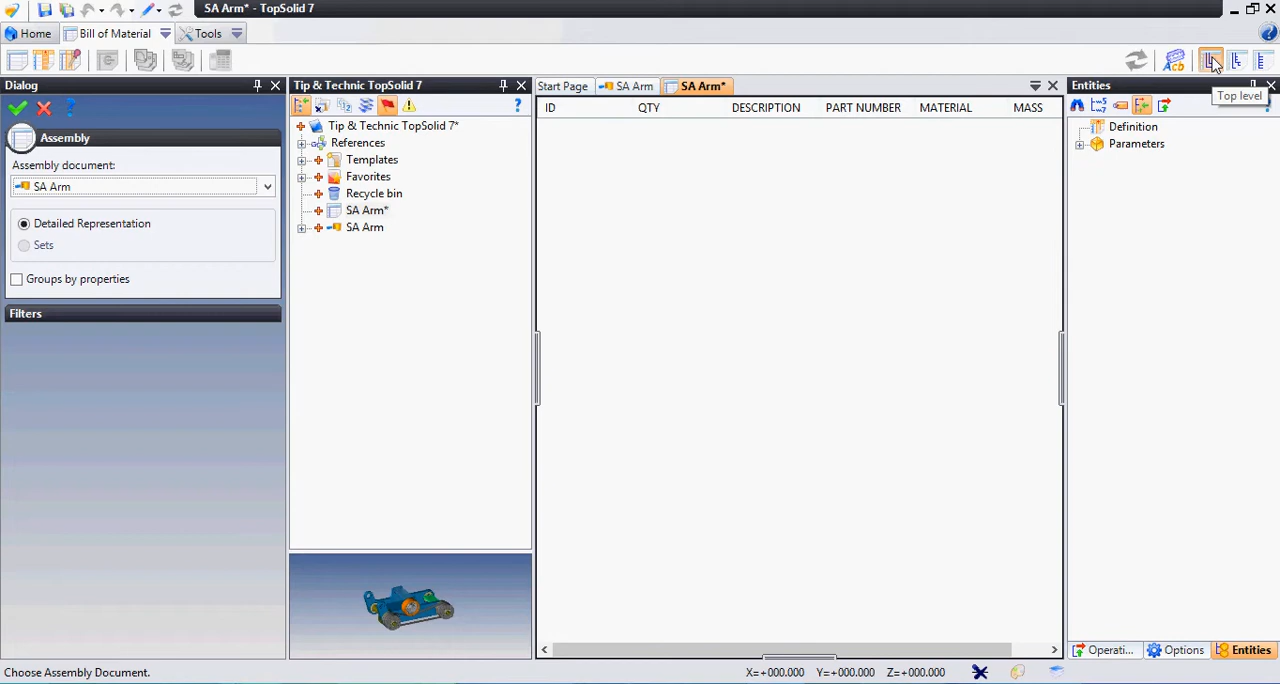 SA Arm* - TopSolid 7
Home
Bill of Material
Tools
Acb
Dialog
Tip & Technic TopSolid 7
Start Page
SA Arm
SA Arm*
Entities
Top level
ID QTY DESCRIPTION PART NUMBER MATERIAL MASS
Assembly
Assembly document:
SA Arm
Detailed Representation
Sets
Groups by properties
Filters
Tip & Technic TopSolid 7*
References
Templates
Favorites
Recycle bin
SA Arm*
SA Arm
Definition
Parameters
Operati...
Options
Entities
Choose Assembly Document.
X=+000.000 Y=+000.000 Z=+000.000